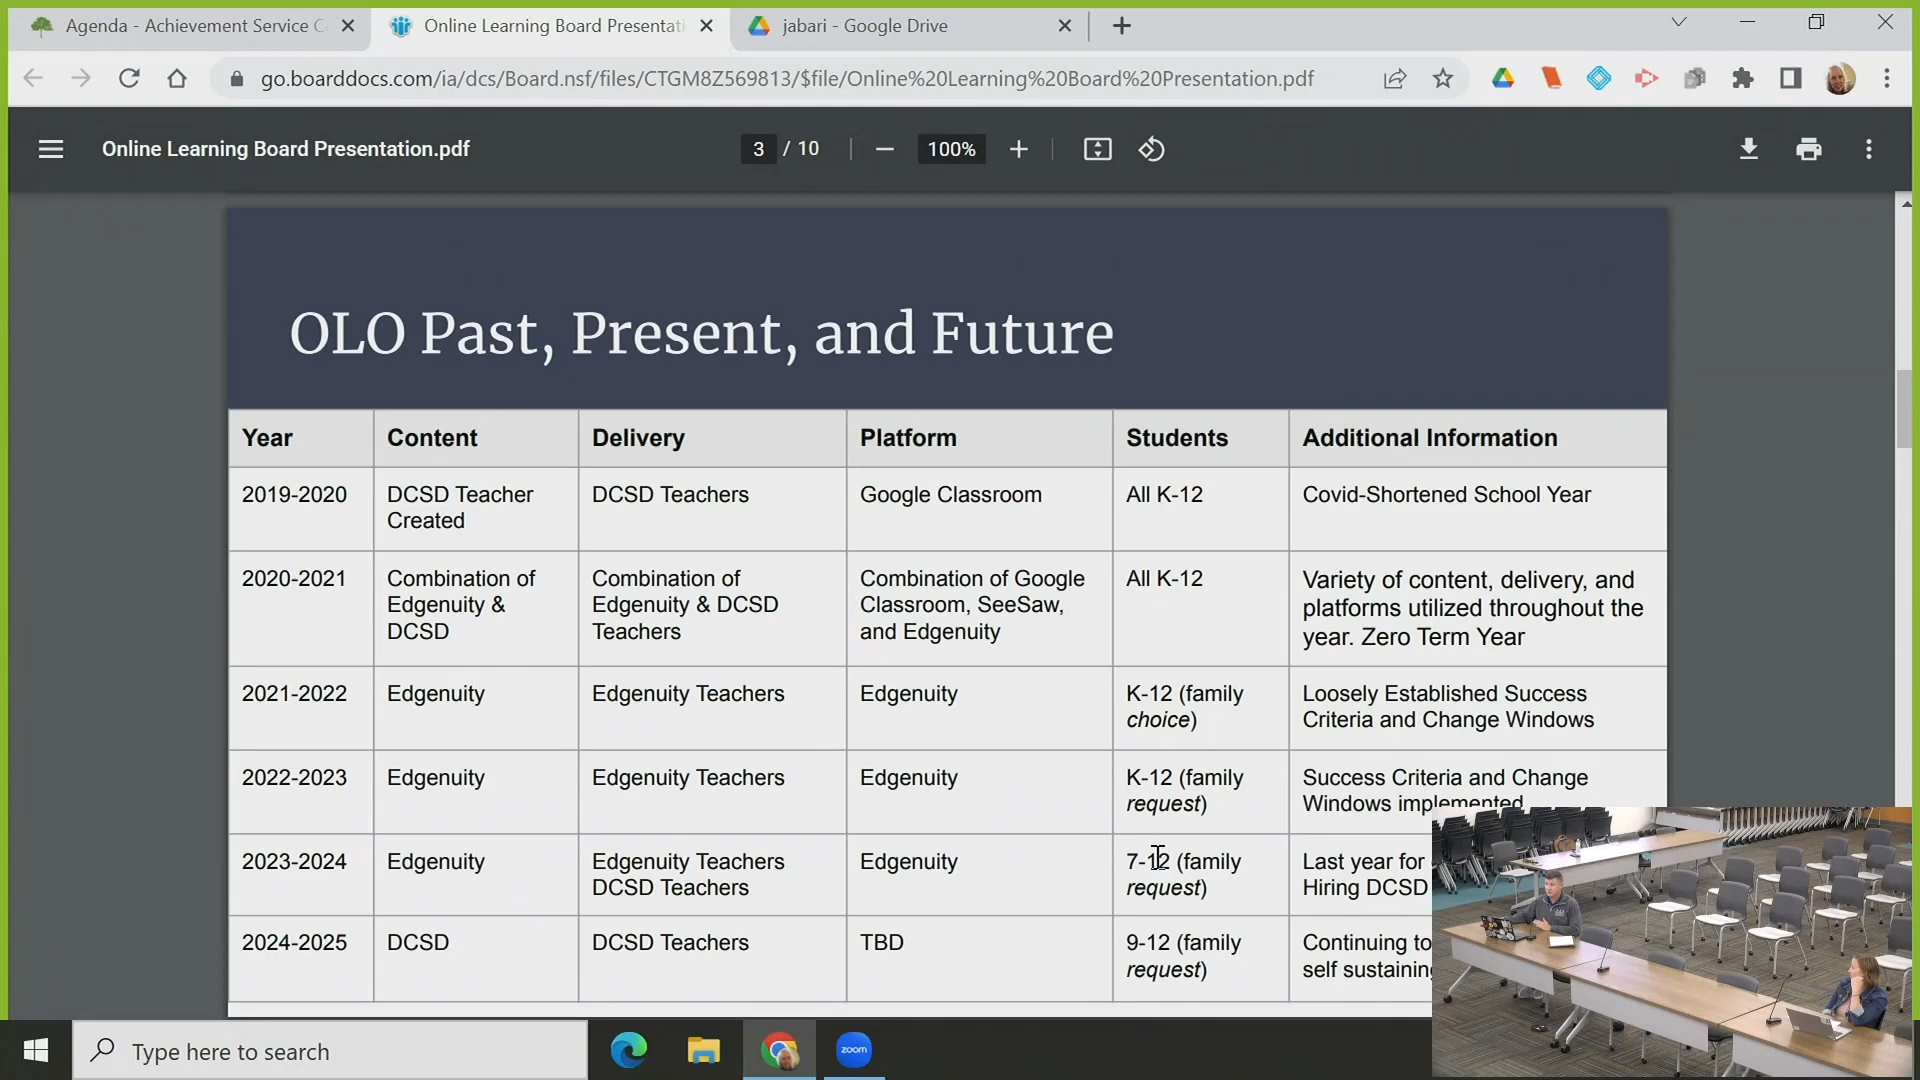 Agenda - Achievement Service C
Online Learning Board Presentati
jabari - Google Drive
go.boarddocs.com/ia/dcs/Board.nsf/files/CTGM8Z569813/$file/Online%20Learning%20Board%20Presentation.pdf
Online Learning Board Presentation.pdf
3 / 10
100%
OLO Past, Present, and Future
Year
Content
Delivery
Platform
Students
Additional Information
2019-2020
DCSD Teacher
Created
DCSD Teachers
Google Classroom
All K-12
Covid-Shortened School Year
2020-2021
Combination of
Edgenuity &
DCSD
Combination of
Edgenuity & DCSD
Teachers
Combination of Google
Classroom, SeeSaw,
and Edgenuity
All K-12
Variety of content, delivery, and
platforms utilized throughout the
year. Zero Term Year
2021-2022
Edgenuity
Edgenuity Teachers
Edgenuity
K-12 (family
choice)
Loosely Established Success
Criteria and Change Windows
2022-2023
Edgenuity
Edgenuity Teachers
Edgenuity
K-12 (family
request)
Success Criteria and Change
Windows implemented
2023-2024
Edgenuity
Edgenuity Teachers
DCSD Teachers
Edgenuity
7-12 (family
request)
Last year for
Hiring DCSD
2024-2025
DCSD
DCSD Teachers
TBD
9-12 (family
request)
Continuing to
self sustaining
Type here to search
zoom